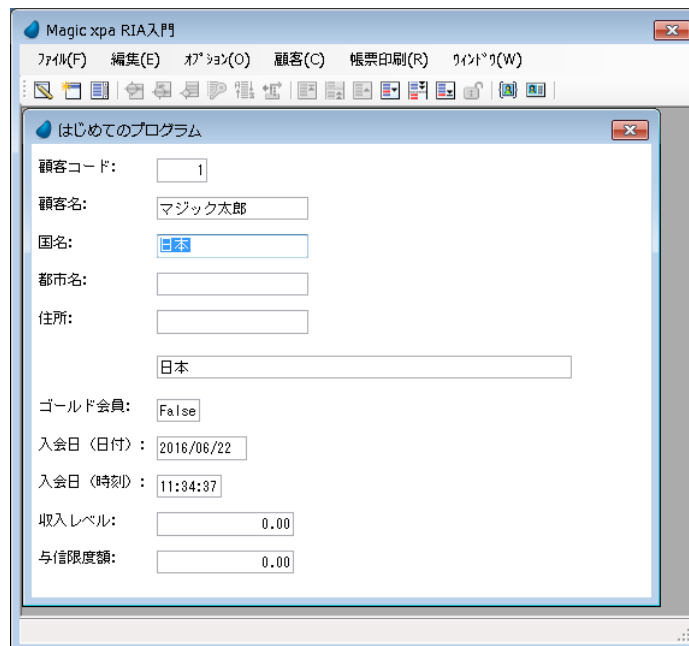 Magic xpa RIA入門
ﾌｧｲﾙ(F) 編集(E) ｵﾌﾟｼｮﾝ(O) 顧客(C) 帳票印刷(R) ｳｨﾝﾄﾞｳ(W)
はじめてのプログラム
顧客コード: 1
顧客名: マジック太郎
国名: 日本
都市名:
住所:
日本
ゴールド会員: False
入会日（日付）: 2016/06/22
入会日（時刻）: 11:34:37
収入レベル: 0.00
与信限度額: 0.00